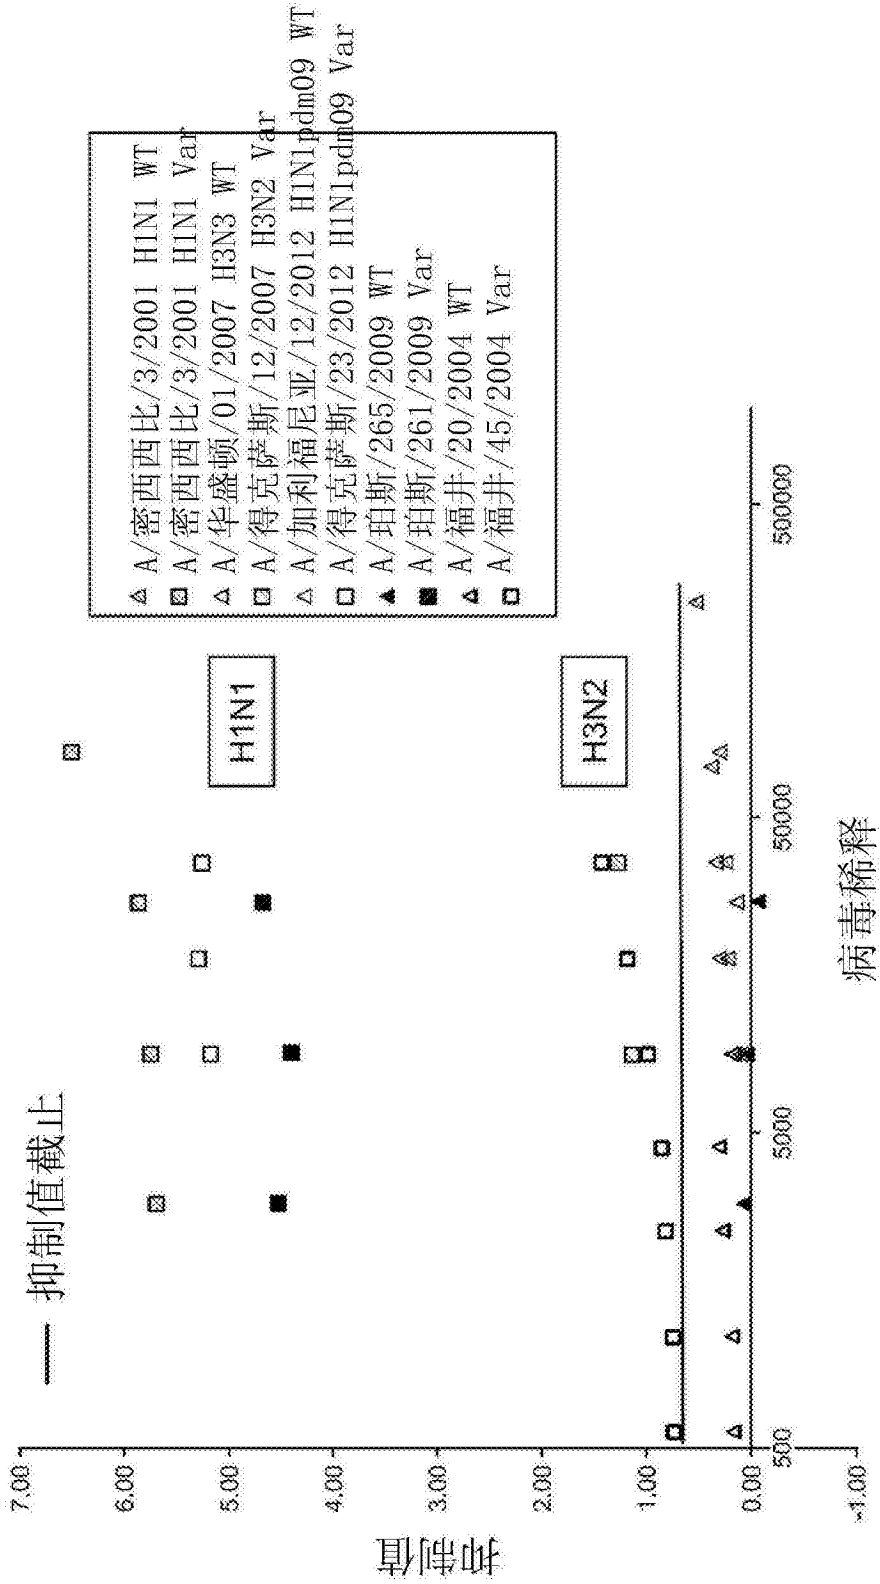 抑制值截止
A/密西西比/3/2001 H1N1 WT
A/密西西比/3/2001 H1N1 Var
A/华盛顿/01/2007 H3N3 WT
A/得克萨斯/12/2007 H3N2 Var
A/加利福尼亚/12/2012 H1N1pdm09 WT
A/得克萨斯/23/2012 H1N1pdm09 Var
A/珀斯/265/2009 WT
A/珀斯/261/2009 Var
A/福井/20/2004 WT
A/福井/45/2004 Var
H1N1
H3N2
抑制值
7.00
6.00
5.00
4.00
3.00
2.00
1.00
0.00
-1.00
500
5000
50000
500000
病毒稀释